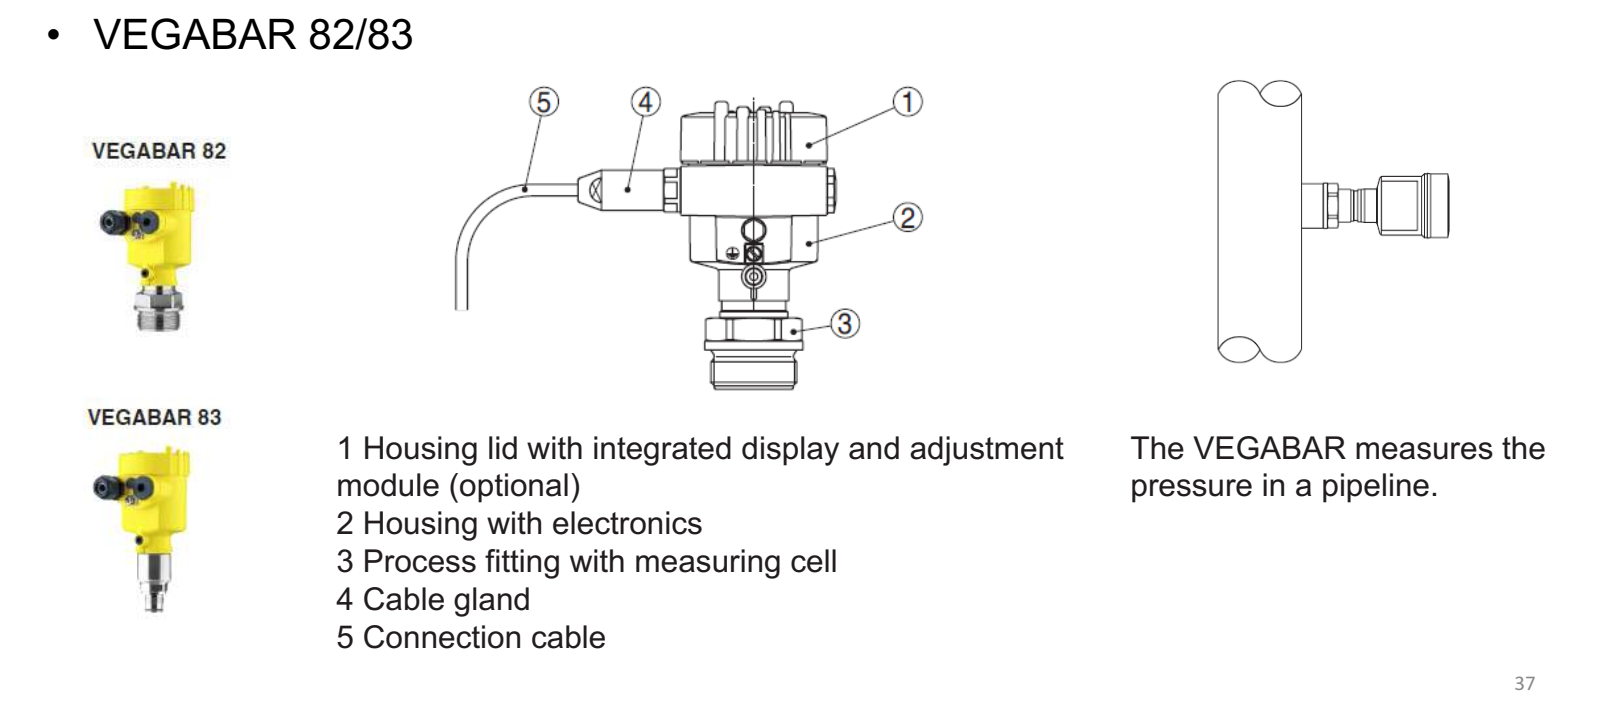 • VEGABAR 82/83
VEGABAR 82
5
4
1
2
3
VEGABAR 83
1 Housing lid with integrated display and adjustment
module (optional)
2 Housing with electronics
3 Process fitting with measuring cell
4 Cable gland
5 Connection cable
The VEGABAR measures the
pressure in a pipeline.
37